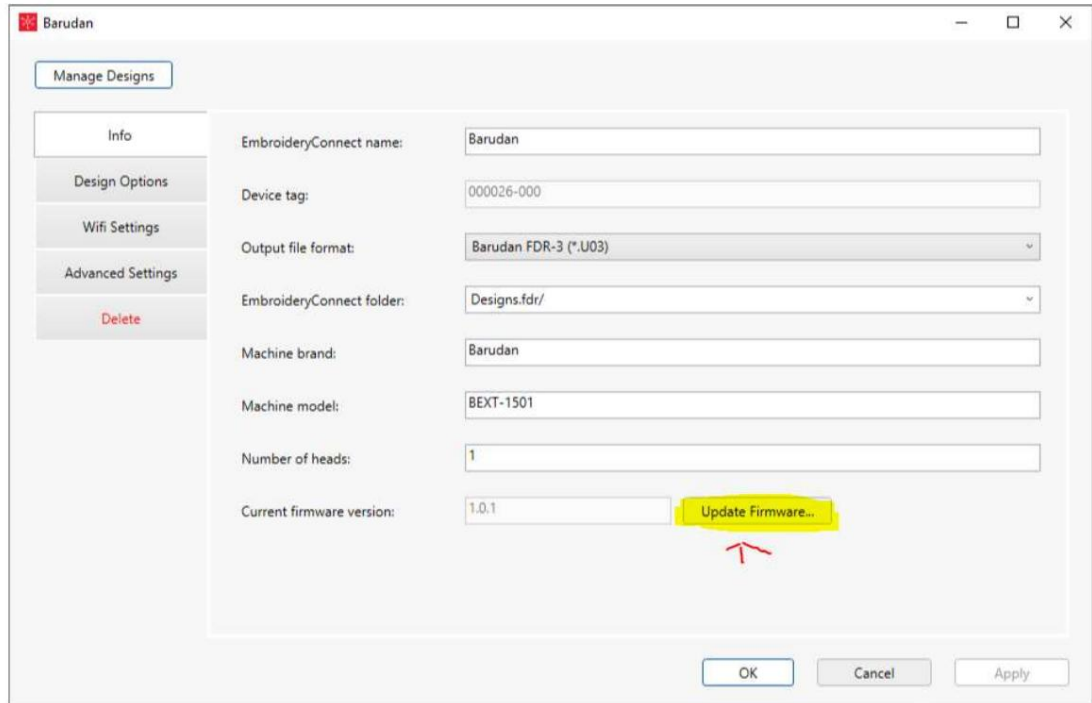 Barudan
Manage Designs
Info
Design Options
Wifi Settings
Advanced Settings
Delete
EmbroideryConnect name: Barudan
Device tag: 000026-000
Output file format: Barudan FDR-3 (*.U03)
EmbroideryConnect folder: Designs.fdr/
Machine brand: Barudan
Machine model: BEXT-1501
Number of heads: 1
Current firmware version: 1.0.1 Update Firmware...
OK Cancel Apply